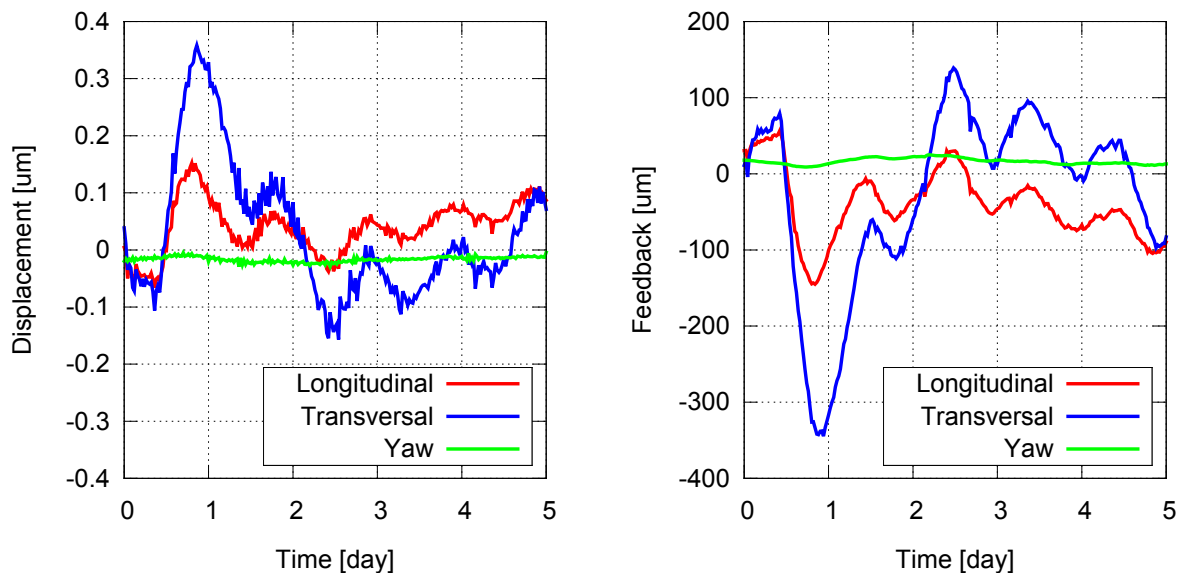 0.4
0.3
0.2
0.1
0
-0.1
-0.2
-0.3
-0.4
Displacement [um]
Longitudinal
Transversal
Yaw
0 1 2 3 4 5
Time [day]
200
100
0
-100
-200
-300
-400
Feedback [um]
Longitudinal
Transversal
Yaw
0 1 2 3 4 5
Time [day]